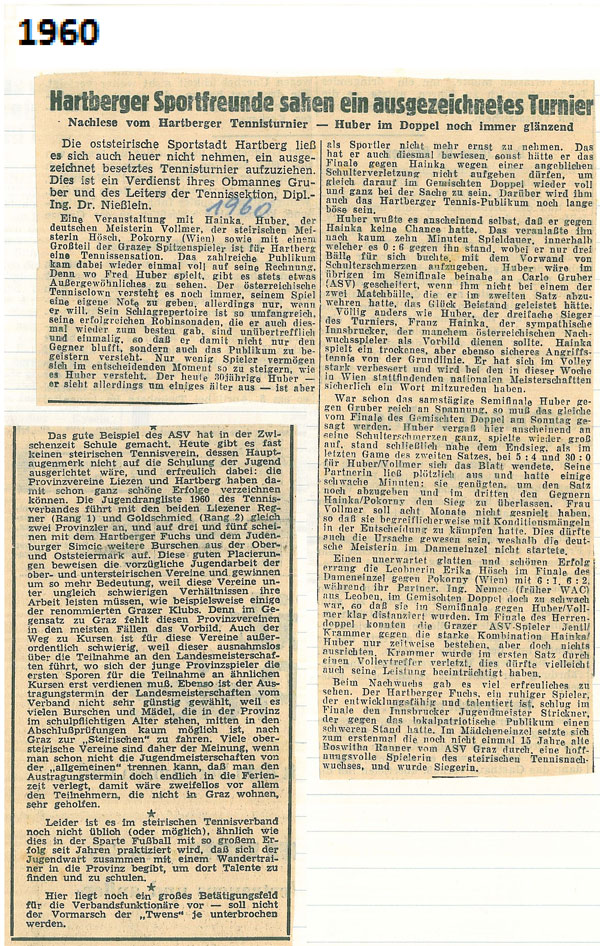 1960
Hartberger Sportfreunde sahen ein ausgezeichnetes Turnier
Nachlese vom Hartberger Tennisturnier — Huber im Doppel noch immer glänzend
Die oststeirische Sportstadt Hartberg ließ
es sich auch heuer nicht nehmen, ein ausge-
zeichnet besetztes Tennisturnier aufzuziehen.
Dies ist ein Verdienst ihres Obmannes Gru-
ber und des Leiters der Tennissektion, Dipl.-
Ing. Dr. Nießlein.
1960
Eine Veranstaltung mit Hainka, Huber, der
deutschen Meisterin Vollmer, der steirischen Mei-
sterin Hösch, Pokorny (Wien) sowie mit einem
Großteil der Grazer Spitzenspieler ist für Hartberg
eine Tennissensation. Das zahlreiche Publikum
kam dabei wieder einmal voll auf seine Rechnung.
Denn wo Fred Huber spielt, gibt es stets etwas
Außergewöhnliches zu sehen. Der österreichische
Tennisclown versteht es noch immer, seinem Spiel
eine eigene Note zu geben, allerdings nur, wenn
er will. Sein Schlagrepertoire ist so umfangreich,
seine erfolgreichen Robinsonaden, die er auch dies-
mal wieder zum besten gab, sind unübertrefflich
und einmalig, so daß er damit nicht nur den
Gegner blufft, sondern auch das Publikum zu be-
geistern versteht. Nur wenig Spieler vermögen
sich im entscheidenden Moment so zu steigern, wie
es Huber versteht. Der heute 50jährige Huber —
er sieht allerdings um einiges älter aus — ist aber
als Sportler nicht mehr ernst zu nehmen. Das
hat er auch diesmal bewiesen, sonst hätte er das
Finale gegen Hainka wegen einer angeblichen
Schulterverletzung nicht aufgeben dürfen, um
gleich darauf im Gemischten Doppel wieder voll
und ganz bei der Sache zu sein. Darüber wird ihm
auch das Hartberger Tennis-Publikum noch lange
böse sein.
Huber wußte es anscheinend selbst, daß er gegen
Hainka keine Chance hatte. Das veranlaßte ihn
nach kaum zehn Minuten Spieldauer, innerhalb
welcher es 0 : 6 gegen ihn stand, wobei er nur drei
Bälle für sich buchte, mit dem Vorwand von
Schulterschmerzen aufzugeben. Huber wäre im
übrigen im Semifinale beinahe an Carlo Gruber
(ASV) gescheitert, wenn ihm nicht bei einem der
zwei Matchbälle, die er im zweiten Satz abzu-
wehren hatte, das Glück Beistand geleistet hätte.
Völlig anders wie Huber, der dreifache Sieger
des Turniers, Franz Hainka, der sympathische
Innsbrucker, der manchem österreichischen Nach-
wuchsspieler als Vorbild dienen sollte. Hainka
spielt ein trockenes, aber ebenso sicheres Angriffs-
tennis von der Grundlinie. Er hat sich im Volley
stark verbessert und wird bei den in dieser Woche
in Wien stattfindenden nationalen Meisterschaften
sicherlich ein Wort mitzureden haben.
War schon das samstägige Semifinale Huber ge-
gen Gruber reich an Spannung, so muß das gleiche
vom Finale des Gemischten Doppel am Sonntag ge-
sagt werden. Huber vergaß hier anscheinend an
seine Schulterschmerzen ganz, spielte wieder groß
auf, stand schließlich nahe dem Endsieg, als im
letzten Game des zweiten Satzes, bei 5 : 4 und 30 : 0
für Huber/Vollmer sich das Blatt wendete. Seine
Partnerin ließ plötzlich aus und hatte einige
schwache Minuten; sie genügten, um den Satz
noch abzugeben und im dritten den Gegnern
Hainka/Pokorny den Sieg zu überlassen. Frau
Vollmer soll acht Monate nicht gespielt haben,
so daß sie begreiflicherweise mit Konditionsmängeln
in der Entscheidung zu kämpfen hatte. Dies dürfte
auch die Ursache gewesen sein, weshalb die deut-
sche Meisterin im Dameneinzel nicht startete.
Einen unerwartet glatten und schönen Erfolg
errang die Leobnerin Erika Hösch im Finale des
Dameneinzel gegen Pokorny (Wien) mit 6 : 1, 6 : 2,
während ihr Partner, Ing. Nemec (früher WAC)
aus Leoben, im Gemischten Doppel doch zu schwach
war, so daß sie im Semifinale gegen Huber/Voll-
mer klar distanziert wurden. Im Finale des Herren-
doppel konnten die Grazer ASV-Spieler Jentl/
Krammer gegen die starke Kombination Hainka/
Huber nur zeitweise bestehen, aber doch nichts
ausrichten. Krammer wurde im ersten Satz durch
einen Volleytreffer verletzt, dies dürfte vielleicht
auch seine Leistung beeinträchtigt haben.
Beim Nachwuchs gab es viel erfreuliches zu
sehen. Der Hartberger Fuchs, ein ruhiger Spieler,
der entwicklungsfähig und talentiert ist, schlug im
Finale den Innsbrucker Jugendmeister Strickner,
der gegen das lokalpatriotische Publikum einen
schweren Stand hatte. Im Mädcheneinzel setzte sich
zum erstenmal die noch nicht einmal 15 Jahre alte
Roswitha Ranner vom ASV Graz durch, eine hoff-
nungsvolle Spielerin des steirischen Tennisnach-
wuchses, und wurde Siegerin.
Das gute Beispiel des ASV hat in der Zwi-
schenzeit Schule gemacht. Heute gibt es fast
keinen steirischen Tennisverein, dessen Haupt-
augenmerk nicht auf die Schulung der Jugend
ausgerichtet wäre, und erfreulich dabei: die
Provinzvereine Liezen und Hartberg haben da-
mit schon ganz schöne Erfolge verzeichnen
können. Die Jugendrangliste 1960 des Tennis-
verbandes führt mit den beiden Liezener Reg-
ner (Rang 1) und Goldschmied (Rang 2) gleich
zwei Provinzler an, und auf drei und fünf schei-
nen mit dem Hartberger Fuchs und dem Juden-
burger Simcic weitere Burschen aus der Ober-
und Oststeiermark auf. Diese guten Placierun-
gen beweisen die vorzügliche Jugendarbeit der
ober- und untersteirischen Vereine und gewinnen
um so mehr Bedeutung, weil diese Vereine un-
ter ungleich schwierigen Verhältnissen ihre
Arbeit leisten müssen, wie beispielsweise einige
der renommierten Grazer Klubs. Denn im Ge-
gensatz zu Graz fehlt diesen Provinzvereinen
in den meisten Fällen das Vorbild. Auch der
Weg zu Kursen ist für diese Vereine außer-
ordentlich schwierig, weil dieser ausnahmslos
über die Teilnahme an den Landesmeisterschaf-
ten führt, wo sich der junge Provinzspieler die
ersten Sporen für die Teilnahme an ähnlichen
Kursen erst verdienen muß. Ebenso ist der Aus-
tragungstermin der Landesmeisterschaften vom
Verband nicht sehr günstig gewählt, weil es
vielen Burschen und Mädel, die in der Provinz
im schulpflichtigen Alter stehen, mitten in den
Abschlußprüfungen kaum möglich ist, nach
Graz zur „Steirischen" zu fahren. Viele ober-
steirische Vereine sind daher der Meinung, wenn
man schon nicht die Jugendmeisterschaften von
der „allgemeinen" trennen kann, daß man den
Austragungstermin doch endlich in die Ferien-
zeit verlegt, damit wäre zweifellos vor allem
den Teilnehmern, die nicht in Graz wohnen,
sehr geholfen.
Leider ist es im steirischen Tennisverband
noch nicht üblich (oder möglich), ähnlich wie
dies in der Sparte Fußball mit so großem Er-
folg seit Jahren praktiziert wird, daß sich der
Jugendwart zusammen mit einem Wandertrai-
ner in die Provinz begibt, um dort Talente zu
finden und zu schulen.
Hier liegt noch ein großes Betätigungsfeld
für die Verbandsfunktionäre vor — soll nicht
der Vormarsch der „Twens" je unterbrochen
werden.